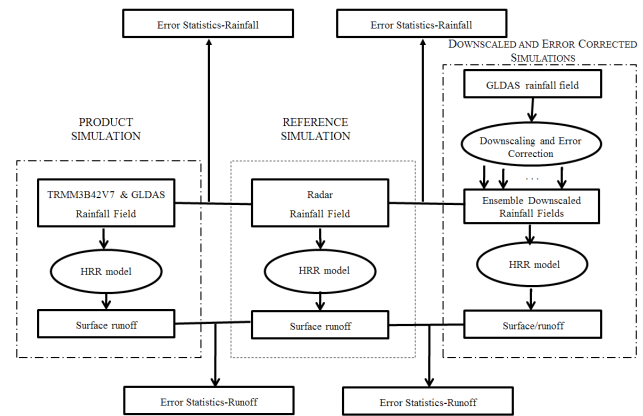 Error Statistics-Rainfall
Error Statistics-Rainfall
DOWNSCALED AND ERROR CORRECTED
SIMULATIONS
GLDAS rainfall field
PRODUCT
SIMULATION
REFERENCE
SIMULATION
Downscaling and Error
Correction
. . .
TRMM3B42V7 & GLDAS
Rainfall Field
Radar
Rainfall Field
Ensemble Downscaled
Rainfall Fields
HRR model
HRR model
HRR model
Surface runoff
Surface runoff
Surface/runoff
Error Statistics-Runoff
Error Statistics-Runoff